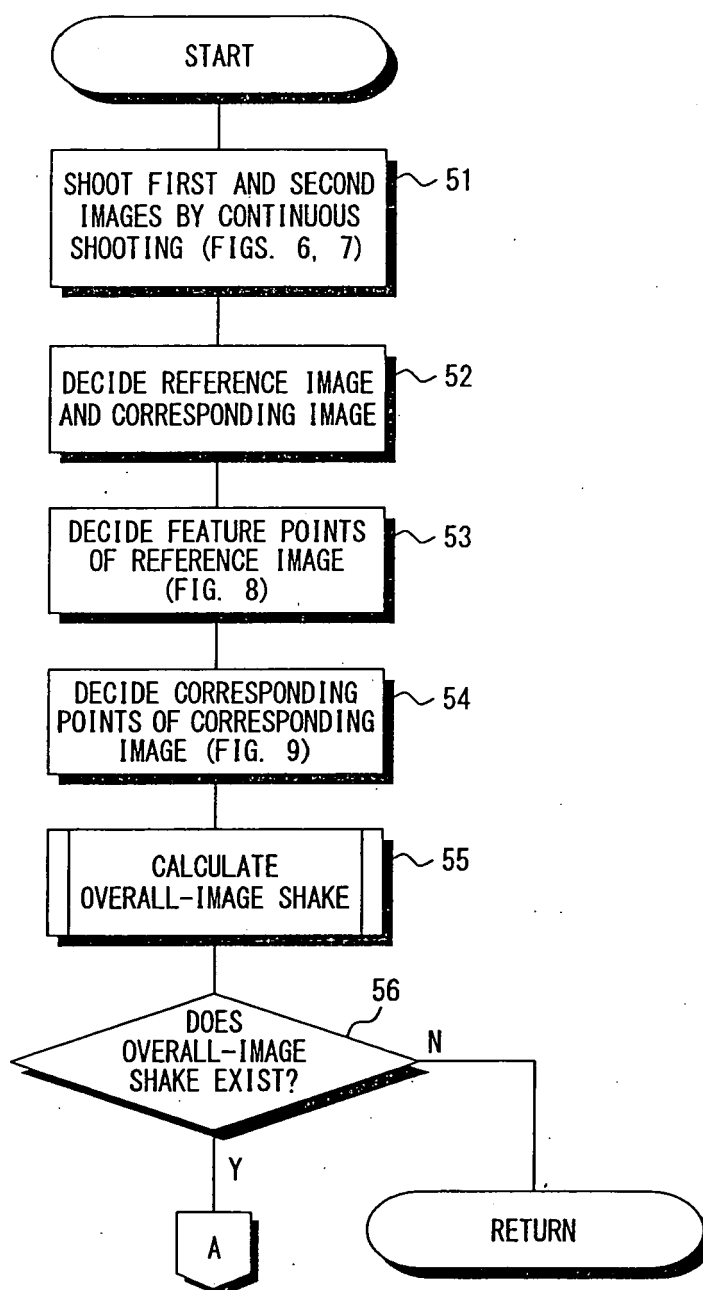 START
SHOOT FIRST AND SECOND
IMAGES BY CONTINUOUS
SHOOTING (FIGS. 6, 7)
51
DECIDE REFERENCE IMAGE
AND CORRESPONDING IMAGE
52
DECIDE FEATURE POINTS
OF REFERENCE IMAGE
(FIG. 8)
53
DECIDE CORRESPONDING
POINTS OF CORRESPONDING
IMAGE (FIG. 9)
54
CALCULATE
OVERALL-IMAGE SHAKE
55
56
DOES
OVERALL-IMAGE
SHAKE EXIST?
N
Y
A
RETURN